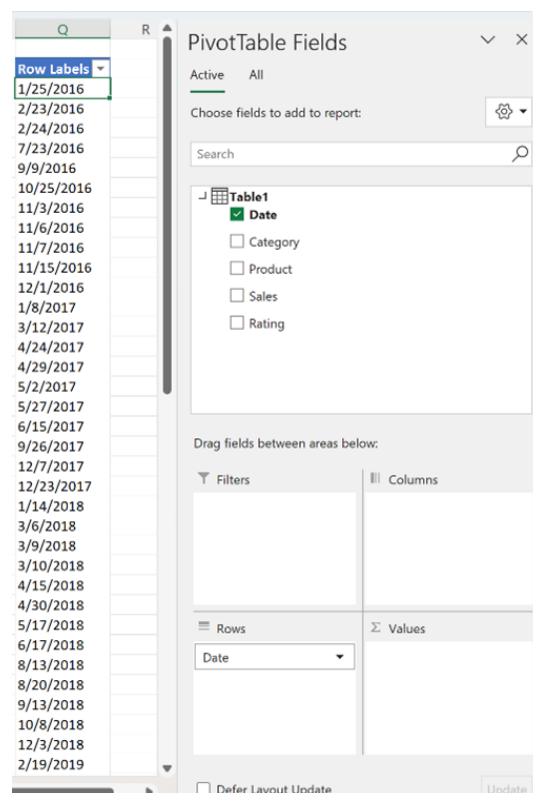 Q R
Row Labels
1/25/2016
2/23/2016
2/24/2016
7/23/2016
9/9/2016
10/25/2016
11/3/2016
11/6/2016
11/7/2016
11/15/2016
12/1/2016
1/8/2017
3/12/2017
4/24/2017
4/29/2017
5/2/2017
5/27/2017
6/15/2017
9/26/2017
12/7/2017
12/23/2017
1/14/2018
3/6/2018
3/9/2018
3/10/2018
4/15/2018
4/30/2018
5/17/2018
6/17/2018
8/13/2018
8/20/2018
9/13/2018
10/8/2018
12/3/2018
2/19/2019
PivotTable Fields
Active All
Choose fields to add to report:
Search
Table1
Date
Category
Product
Sales
Rating
Drag fields between areas below:
Filters
Columns
Rows
Σ Values
Date
Defer Layout Update
Update